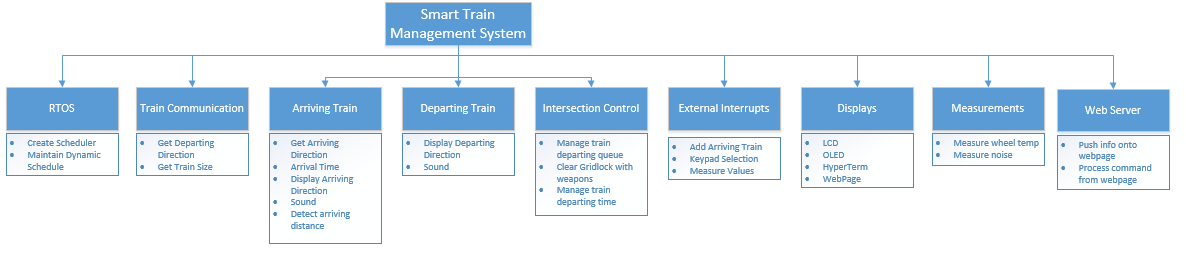 Smart Train
Management System
RTOS
Create Scheduler
Maintain Dynamic
Schedule
Train Communication
Get Departing
Direction
Get Train Size
Arriving Train
Get Arriving
Direction
Arrival Time
Display Arriving
Direction
Sound
Detect arriving
distance
Departing Train
Display Departing
Direction
Sound
Intersection Control
Manage train
departing queue
Clear Gridlock with
weapons
Manage train
departing time
External Interrupts
Add Arriving Train
Keypad Selection
Measure Values
Displays
LCD
OLED
HyperTerm
WebPage
Measurements
Measure wheel temp
Measure noise
Web Server
Push info onto
webpage
Process command
from webpage